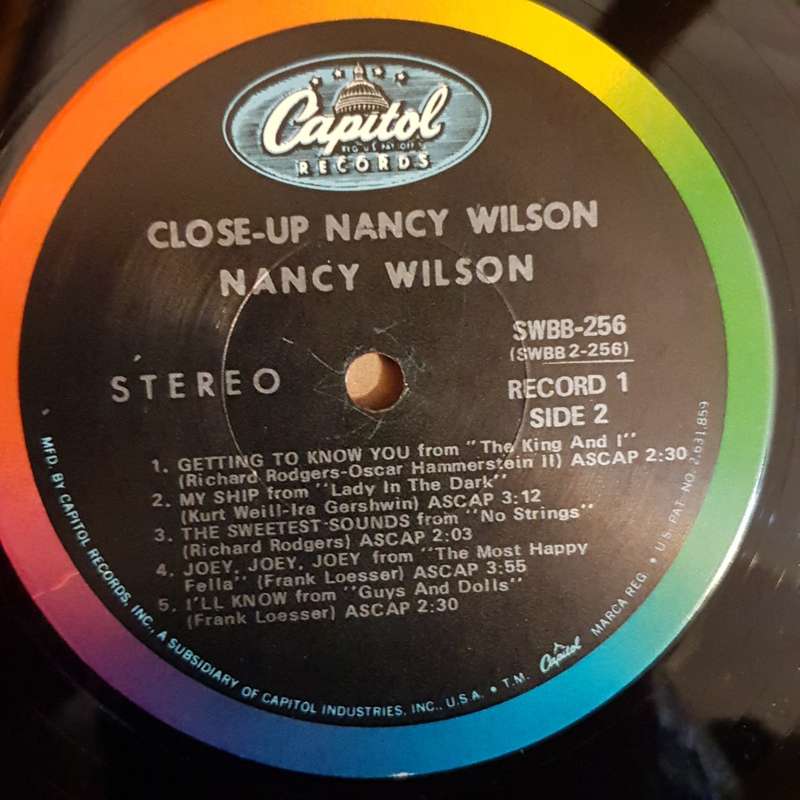 Capitol
REG. U.S. PAT. OFF.
RECORDS
CLOSE-UP NANCY WILSON
NANCY WILSON
SWBB-256
(SWBB 2-256)
STEREO
RECORD 1
SIDE 2
1. GETTING TO KNOW YOU from "The King And I"
(Richard Rodgers-Oscar Hammerstein II) ASCAP 2:30
2. MY SHIP from "Lady In The Dark"
(Kurt Weill-Ira Gershwin) ASCAP 3:12
3. THE SWEETEST SOUNDS from "No Strings"
(Richard Rodgers) ASCAP 2:03
4. JOEY, JOEY, JOEY from "The Most Happy
Fella" (Frank Loesser) ASCAP 3:55
5. I'LL KNOW from "Guys And Dolls"
(Frank Loesser) ASCAP 2:30
MFD. BY CAPITOL RECORDS, INC., A SUBSIDIARY OF CAPITOL INDUSTRIES, INC., U.S.A. • T.M. Capitol MARCA REG. • U.S. PAT. NO. 2,631,859